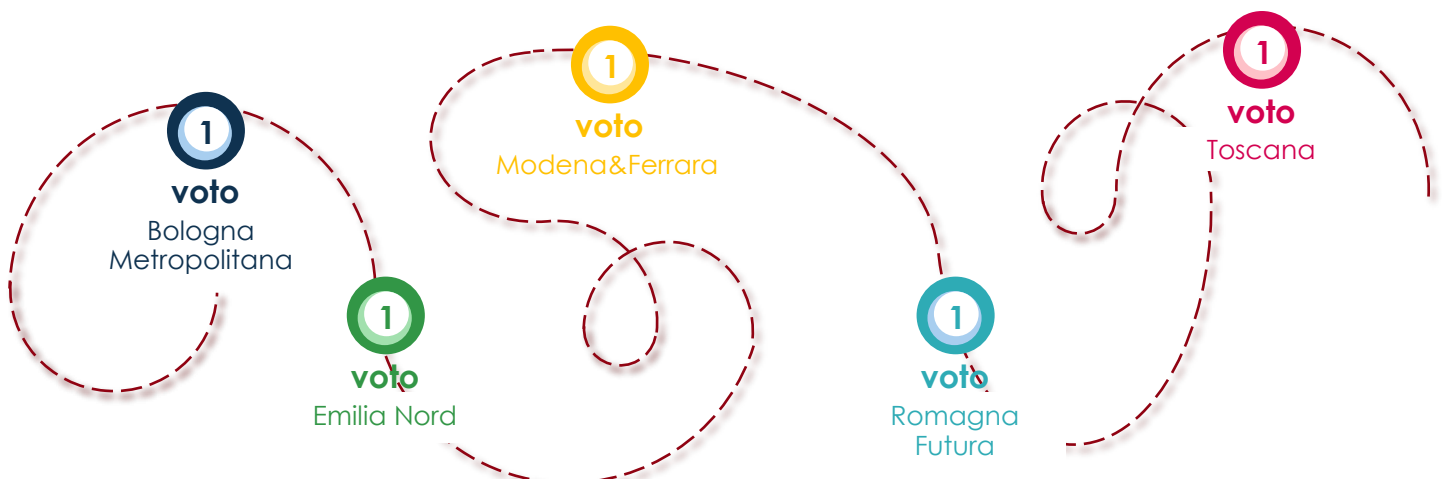 1
voto
Bologna
Metropolitana
1
voto
Emilia Nord
1
voto
Modena&Ferrara
1
voto
Romagna
Futura
1
voto
Toscana